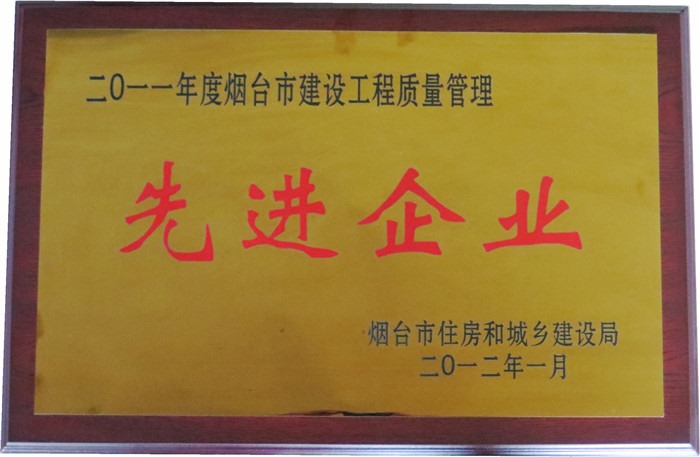 二〇一一年度烟台市建设工程质量管理
先进企业
烟台市住房和城乡建设局
二〇一二年一月